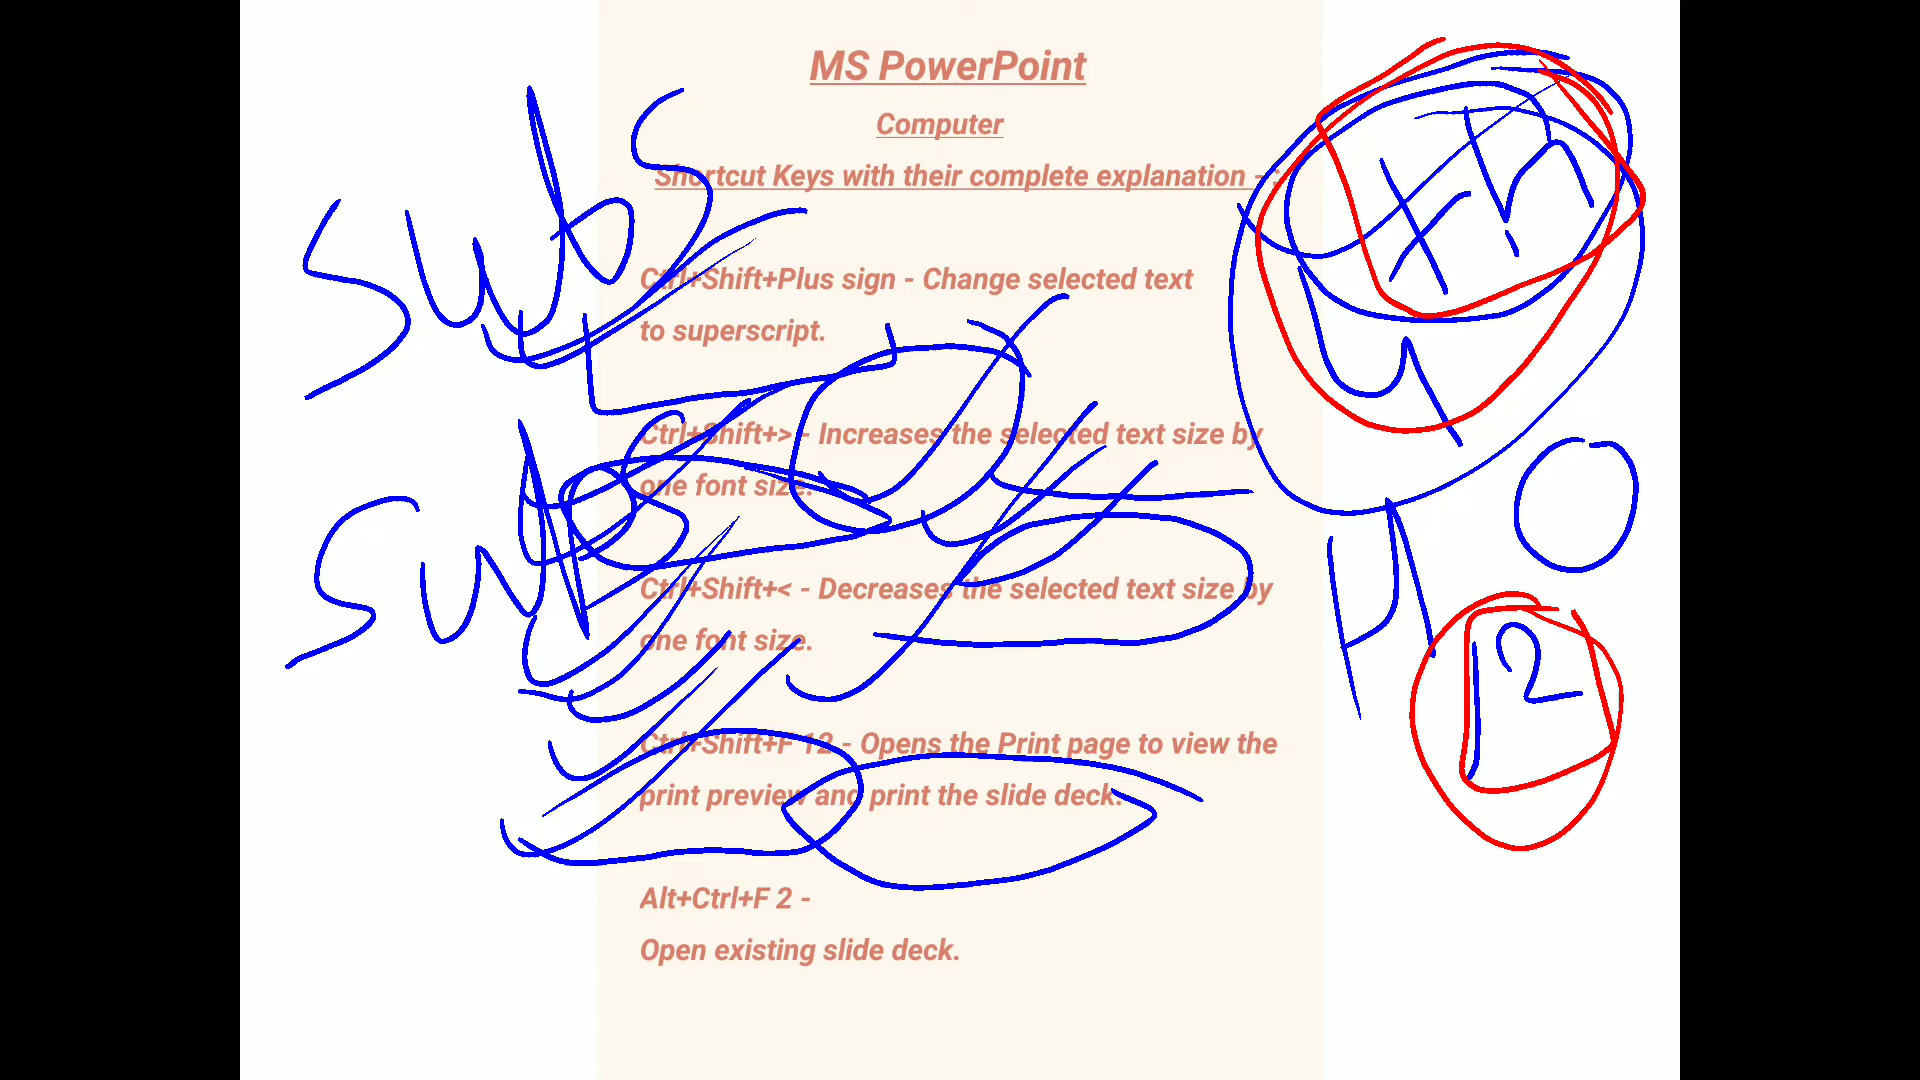 MS PowerPoint
Computer
Shortcut Keys with their complete explanation - :
Ctrl+Shift+Plus sign - Change selected text
to superscript.
Ctrl+Shift+> - Increases the selected text size by
one font size.
Ctrl+Shift+< - Decreases the selected text size by
one font size.
Ctrl+Shift+F 12 - Opens the Print page to view the
print preview and print the slide deck.
Alt+Ctrl+F 2 -
Open existing slide deck.
subs
12